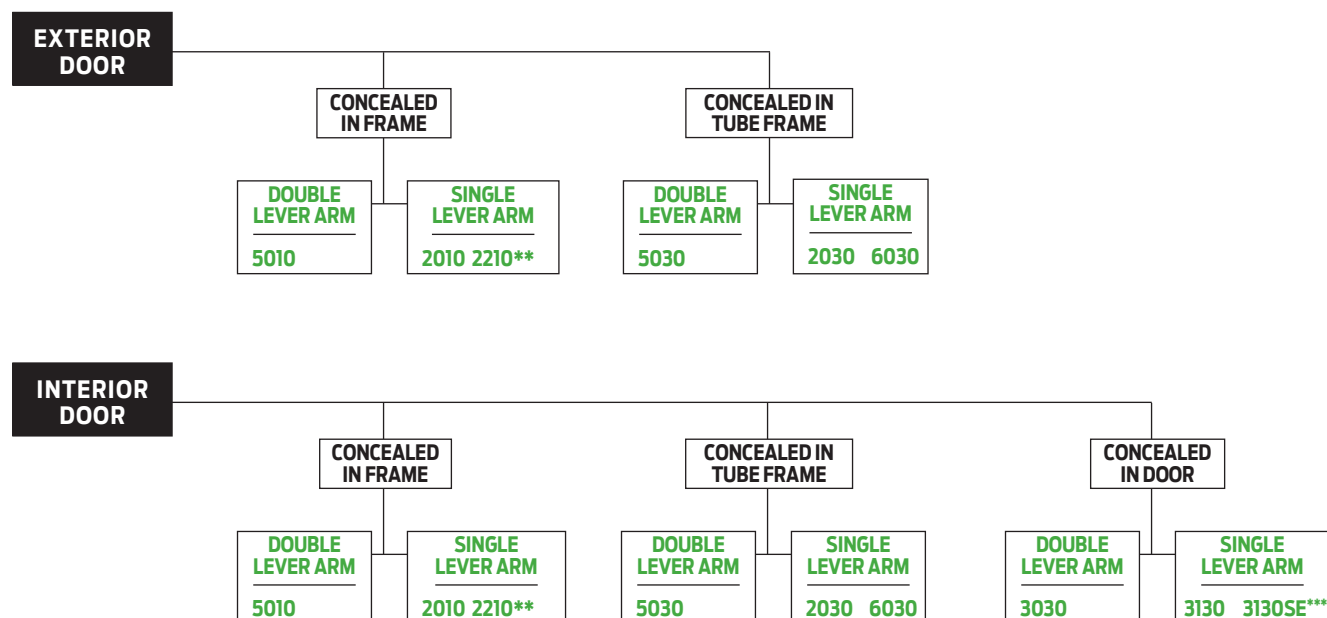 EXTERIOR
DOOR
CONCEALED
IN FRAME
CONCEALED IN
TUBE FRAME
DOUBLE
LEVER ARM
5010
SINGLE
LEVER ARM
2010 2210**
DOUBLE
LEVER ARM
5030
SINGLE
LEVER ARM
2030 6030
INTERIOR
DOOR
CONCEALED
IN FRAME
CONCEALED IN
TUBE FRAME
CONCEALED
IN DOOR
DOUBLE
LEVER ARM
5010
SINGLE
LEVER ARM
2010 2210**
DOUBLE
LEVER ARM
5030
SINGLE
LEVER ARM
2030 6030
DOUBLE
LEVER ARM
3030
SINGLE
LEVER ARM
3130 3130SE***